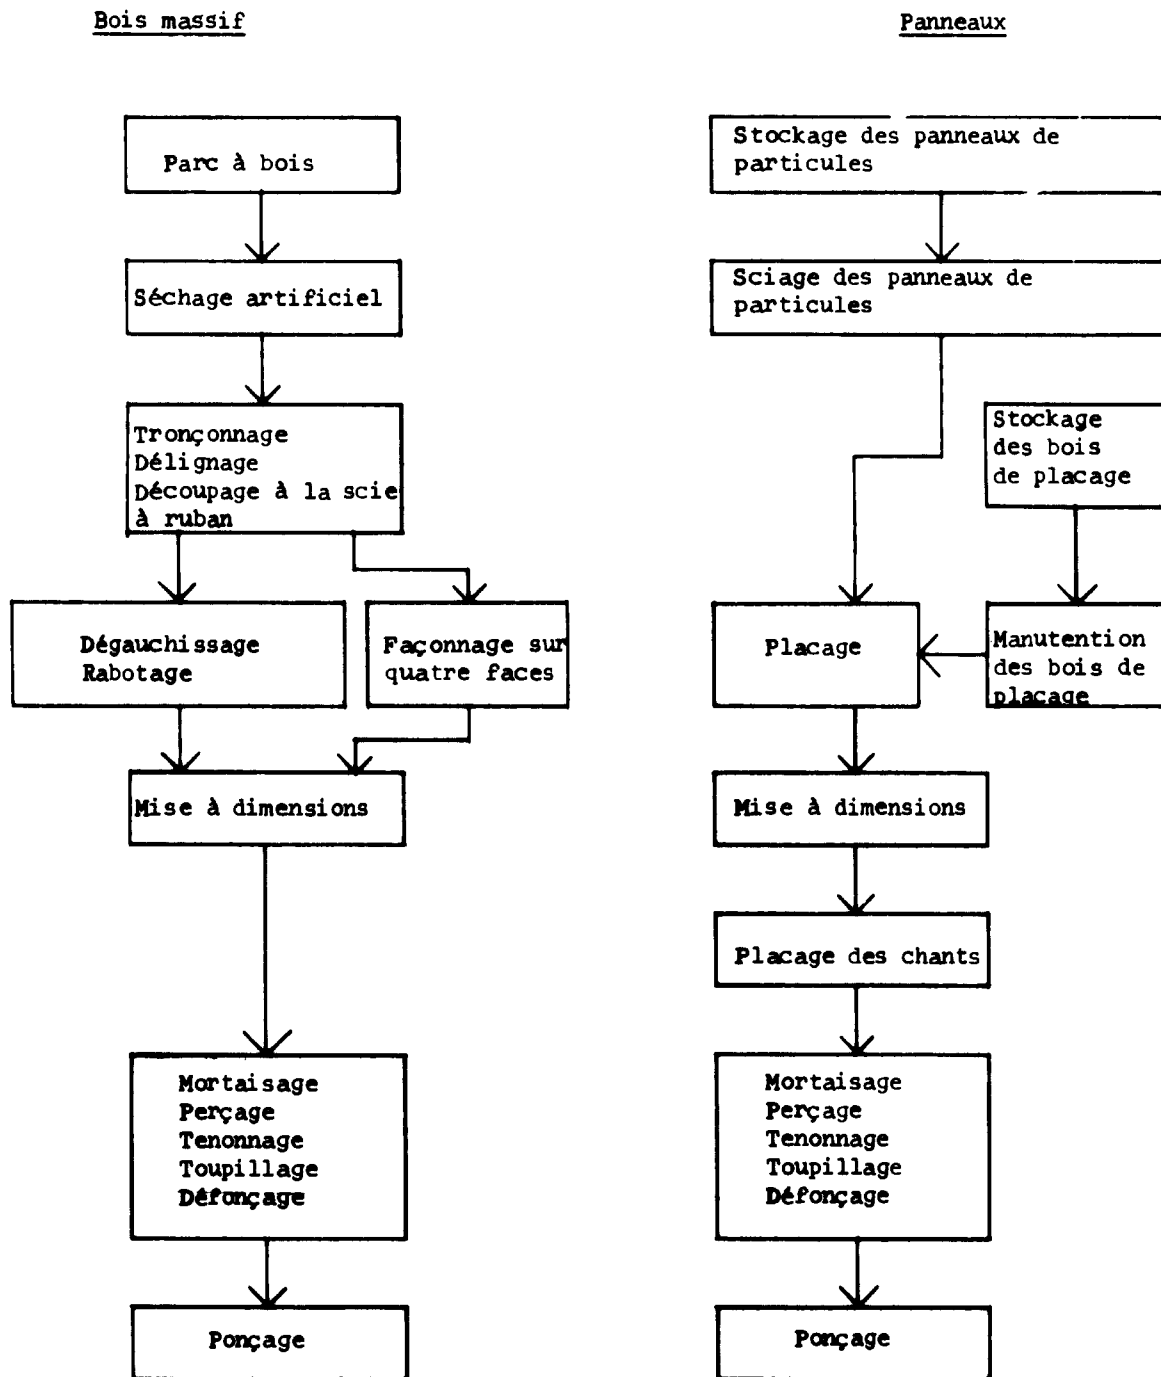 Bois massif
Parc à bois
Séchage artificiel
Tronçonnage
Délignage
Découpage à la scie
à ruban
Dégauchissage
Rabotage
Façonnage sur
quatre faces
Mise à dimensions
Mortaisage
Perçage
Tenonnage
Toupillage
Défonçage
Ponçage
Panneaux
Stockage des panneaux de
particules
Sciage des panneaux de
particules
Stockage
des bois
de placage
Placage
Manutention
des bois de
placage
Mise à dimensions
Placage des chants
Mortaisage
Perçage
Tenonnage
Toupillage
Défonçage
Ponçage